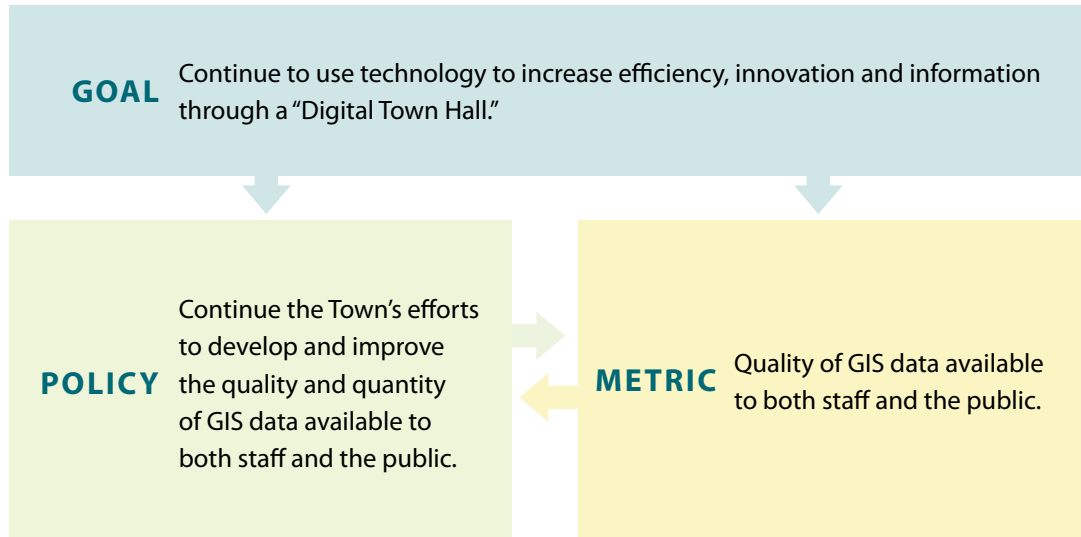 GOAL
Continue to use technology to increase efficiency, innovation and information
through a “Digital Town Hall.”
POLICY
Continue the Town’s efforts
to develop and improve
the quality and quantity
of GIS data available to
both staff and the public.
METRIC
Quality of GIS data available
to both staff and the public.